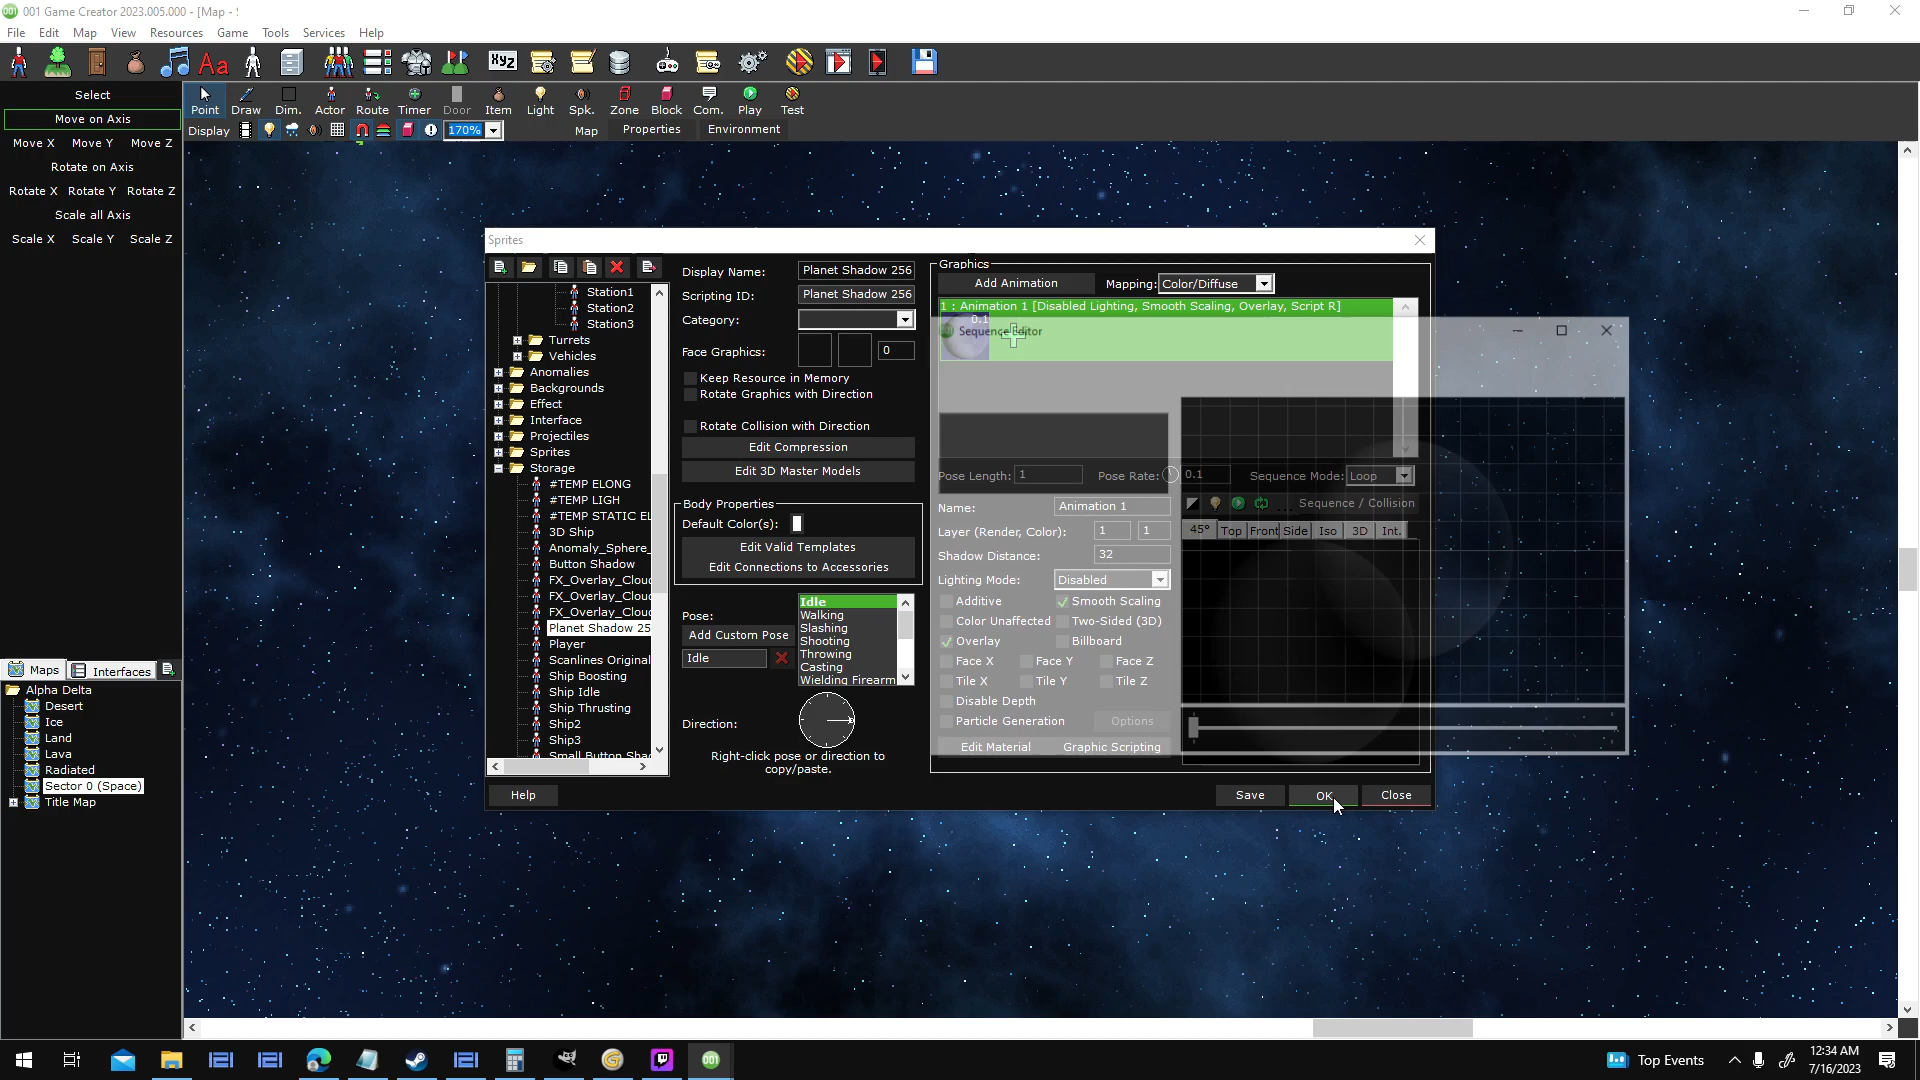 001 Game Creator 2023.005.000 - [Map -
File Edit Map View Resources Game Tools Services Help
Aa XYZ
Select
Point Draw Dim. Actor Route Timer Door Item Light Spk. Zone Block Com. Play Test
Move on Axis
Display 170% Map Properties Environment
Move X Move Y Move Z
Rotate on Axis
Rotate X Rotate Y Rotate Z
Scale all Axis
Scale X Scale Y Scale Z
Sprites
Station1
Station2
Station3
Turrets
Vehicles
Anomalies
Backgrounds
Effect
Interface
Projectiles
Sprites
Storage
#TEMP ELONG
#TEMP LIGH
#TEMP STATIC EL
3D Ship
Anomaly_Sphere_
Button Shadow
FX_Overlay_Clou
FX_Overlay_Clou
FX_Overlay_Clou
Planet Shadow 25
Player
Scanlines Original
Ship Boosting
Ship Idle
Ship Thrusting
Ship2
Ship3
Small Button Sha
Display Name: Planet Shadow 256
Scripting ID: Planet Shadow 256
Category:
Face Graphics: 0
Keep Resource in Memory
Rotate Graphics with Direction
Rotate Collision with Direction
Edit Compression
Edit 3D Master Models
Body Properties
Default Color(s):
Edit Valid Templates
Edit Connections to Accessories
Pose:
Add Custom Pose
Idle
Idle
Walking
Slashing
Shooting
Throwing
Casting
Wielding Firearm
Direction:
Right-click pose or direction to
copy/paste.
Graphics
Add Animation Mapping: Color/Diffuse
1 : Animation 1 [Disabled Lighting, Smooth Scaling, Overlay, Script R]
0.1
Sequence Editor
Pose Length: 1 Pose Rate: 0.1 Sequence Mode: Loop
Name: Animation 1
... Sequence / Collision
Layer (Render, Color): 1 1
45° Top Front Side Iso 3D Int.
Shadow Distance: 32
Lighting Mode: Disabled
Additive Smooth Scaling
Color Unaffected Two-Sided (3D)
Overlay Billboard
Face X Face Y Face Z
Tile X Tile Y Tile Z
Disable Depth
Particle Generation Options
Edit Material Graphic Scripting
Help Save OK Close
Maps Interfaces
Alpha Delta
Desert
Ice
Land
Lava
Radiated
Sector 0 (Space)
Title Map
001
Top Events
12:34 AM
7/16/2023